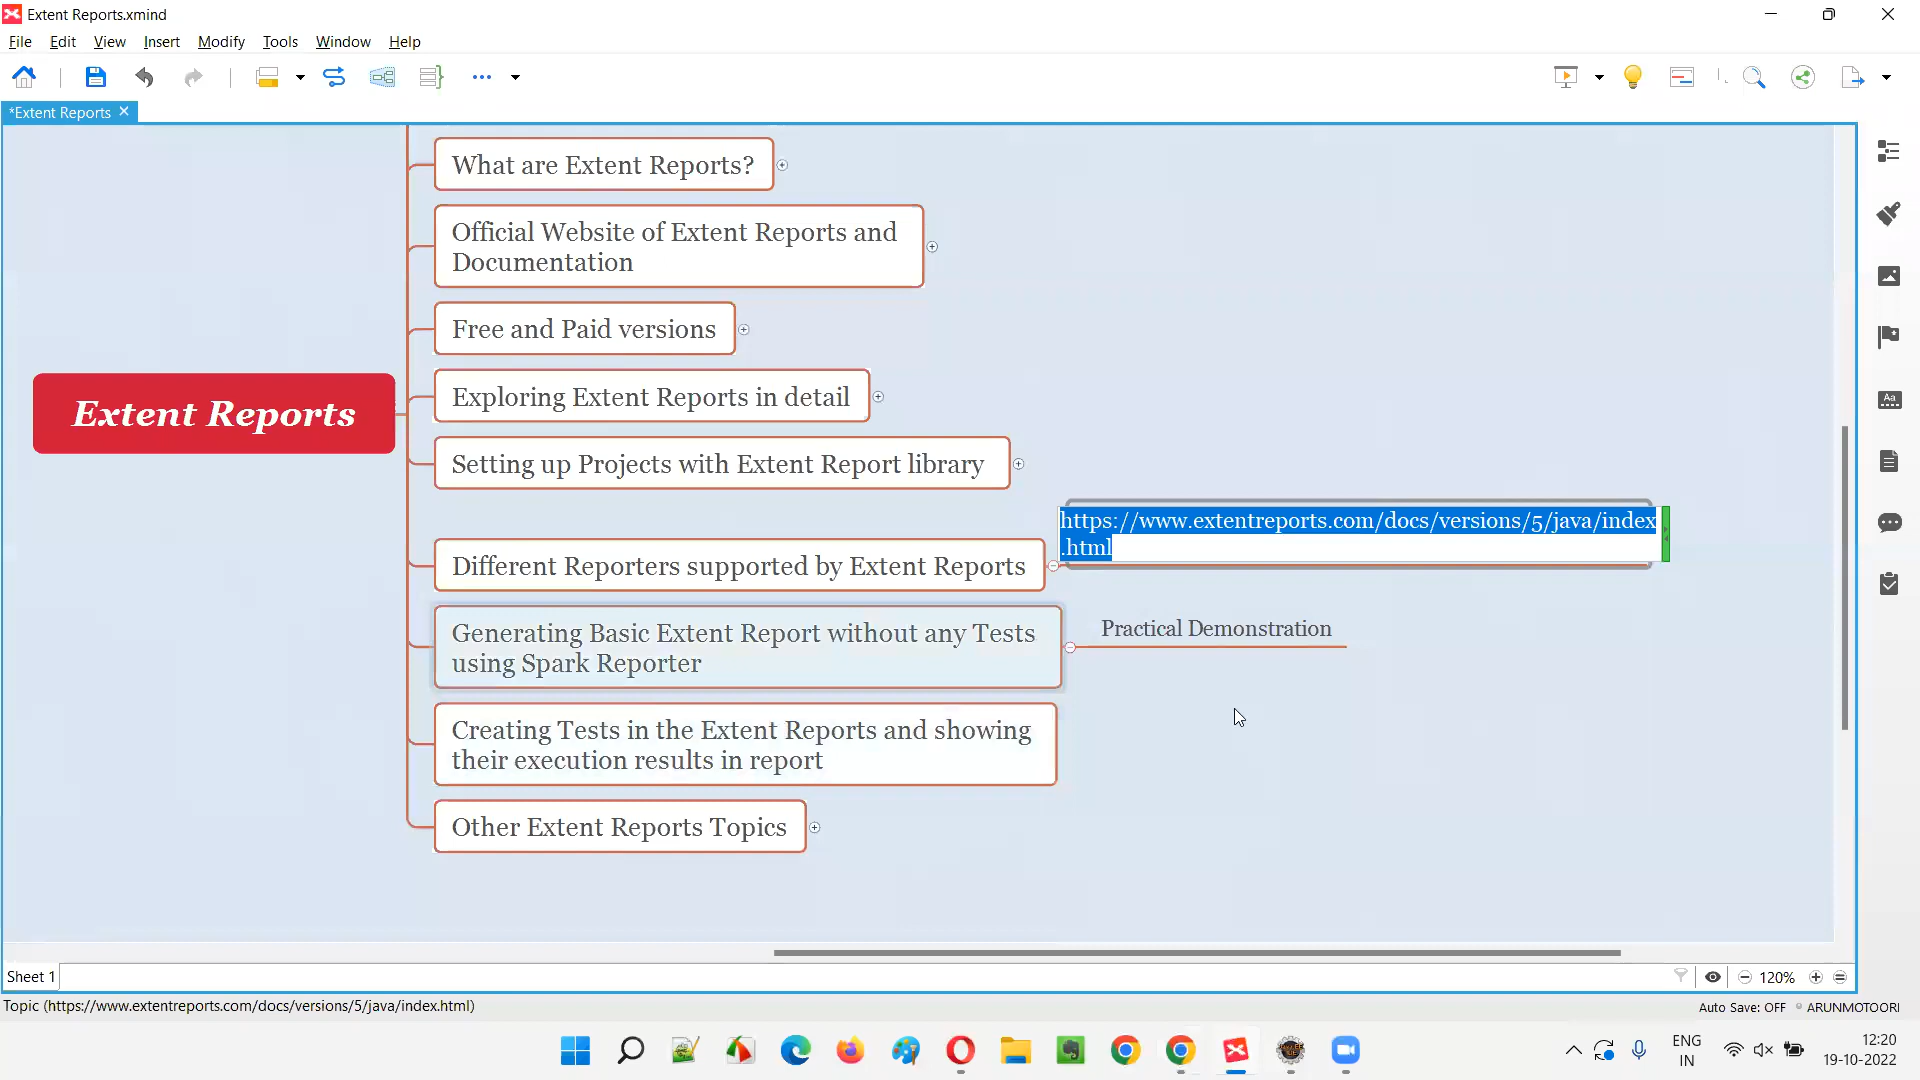 Extent Reports.xmind
File Edit View Insert Modify Tools Window Help
*Extent Reports
What are Extent Reports?
Official Website of Extent Reports and
Documentation
Free and Paid versions
Exploring Extent Reports in detail
Extent Reports
Setting up Projects with Extent Report library
https://www.extentreports.com/docs/versions/5/java/index
.html
Different Reporters supported by Extent Reports
Generating Basic Extent Report without any Tests
using Spark Reporter
Practical Demonstration
Creating Tests in the Extent Reports and showing
their execution results in report
Other Extent Reports Topics
Sheet 1
120%
Topic (https://www.extentreports.com/docs/versions/5/java/index.html)
Auto Save: OFF
ARUNMOTOORI
ENG
IN
12:20
19-10-2022